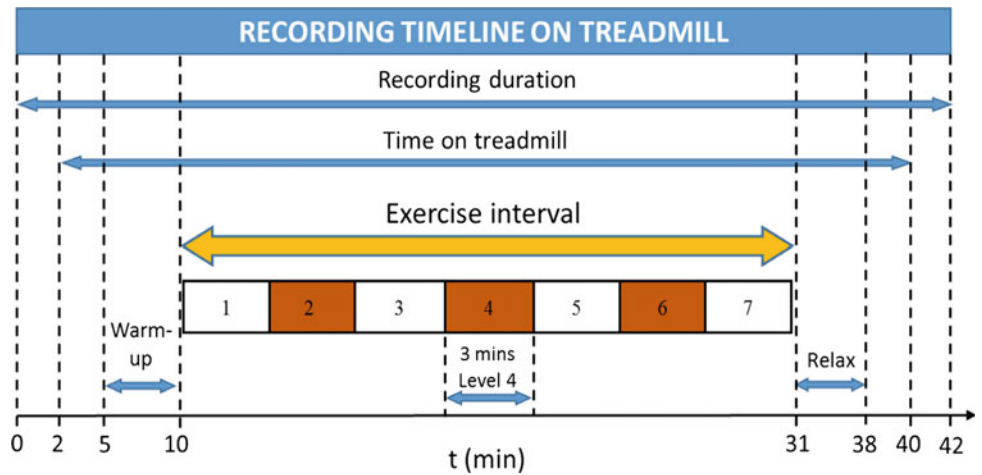 RECORDING TIMELINE ON TREADMILL
Recording duration
Time on treadmill
Exercise interval
1 2 3 4 5 6 7
Warm-
up
3 mins
Level 4
Relax
0 2 5 10 31 38 40 42
t (min)